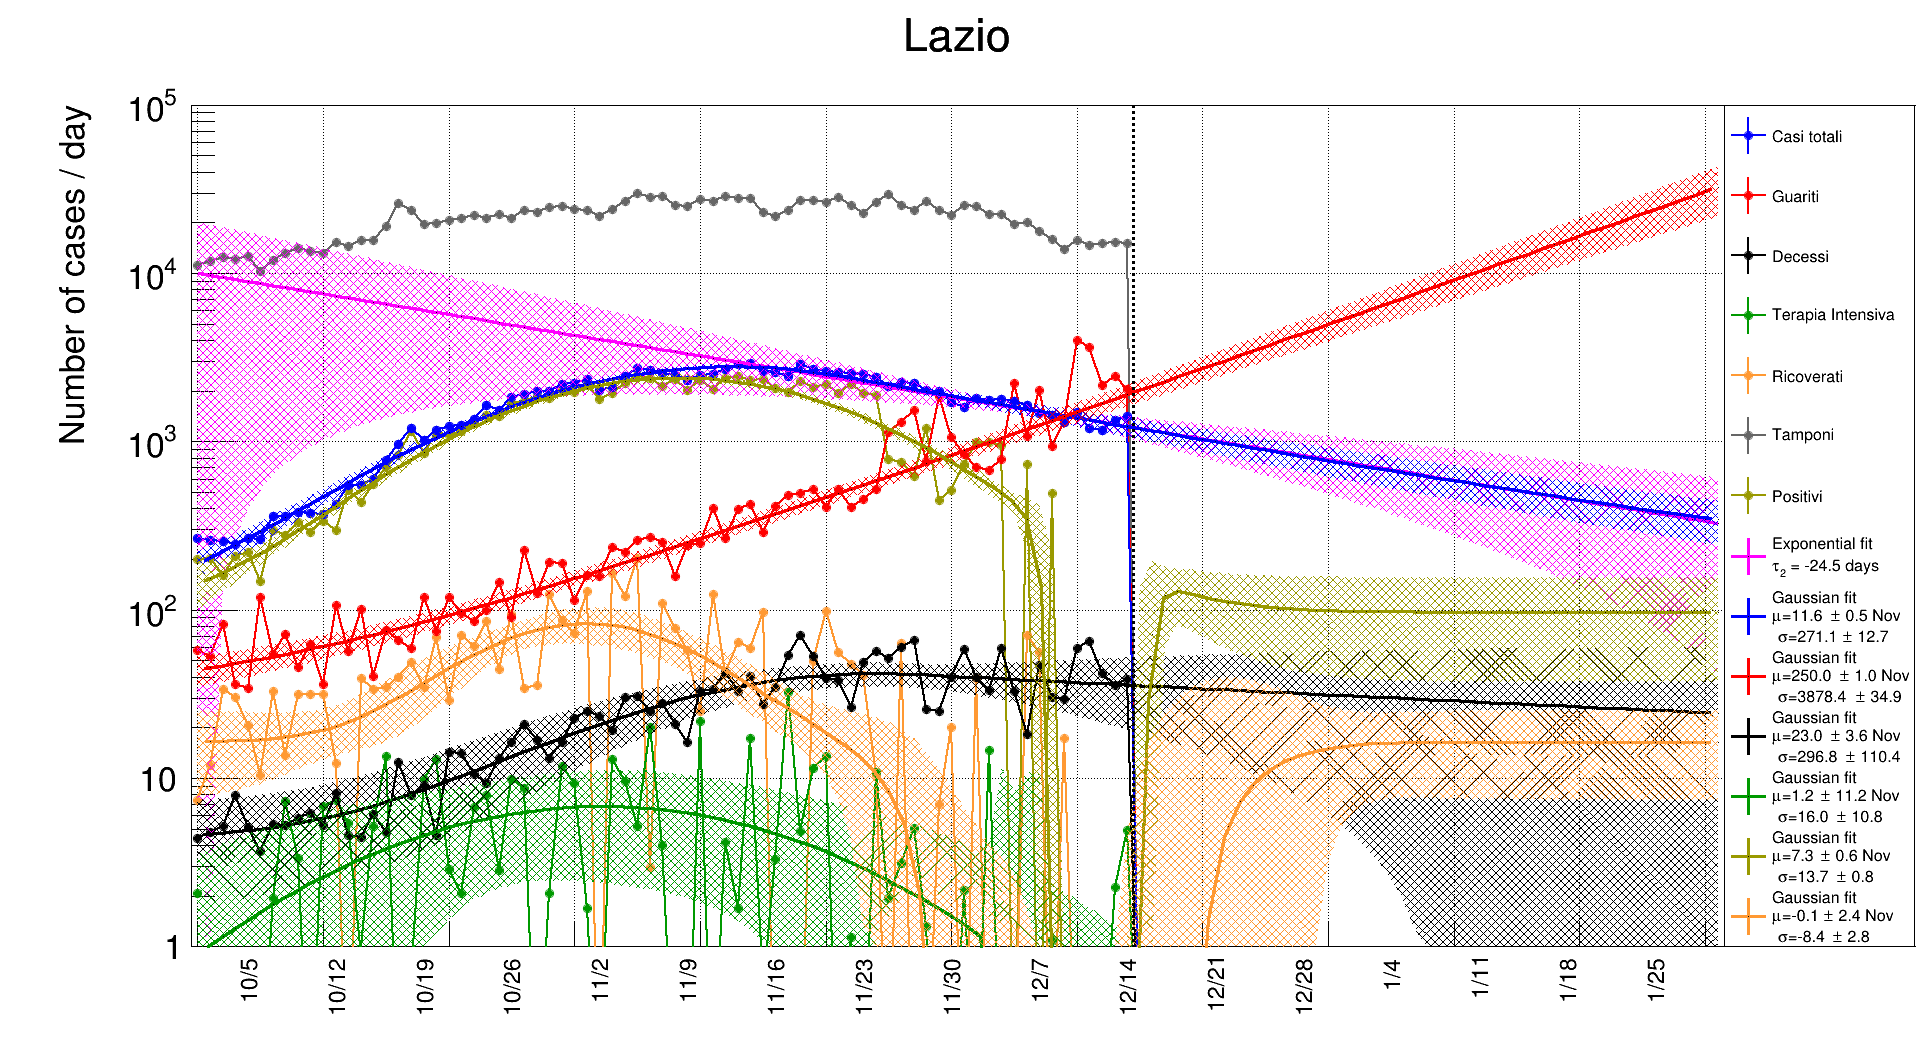 Lazio
Number of cases / day
10^5
10^4
10^3
10^2
10
1
10/5
10/12
10/19
10/26
11/2
11/9
11/16
11/23
11/30
12/7
12/14
12/21
12/28
1/4
1/11
1/18
1/25
Casi totali
Guariti
Decessi
Terapia Intensiva
Ricoverati
Tamponi
Positivi
Exponential fit
τ₂ = -24.5 days
Gaussian fit
μ=11.6 ± 0.5 Nov
σ=271.1 ± 12.7
Gaussian fit
μ=250.0 ± 1.0 Nov
σ=3878.4 ± 34.9
Gaussian fit
μ=23.0 ± 3.6 Nov
σ=296.8 ± 110.4
Gaussian fit
μ=1.2 ± 11.2 Nov
σ=16.0 ± 10.8
Gaussian fit
μ=7.3 ± 0.6 Nov
σ=13.7 ± 0.8
Gaussian fit
μ=-0.1 ± 2.4 Nov
σ=-8.4 ± 2.8